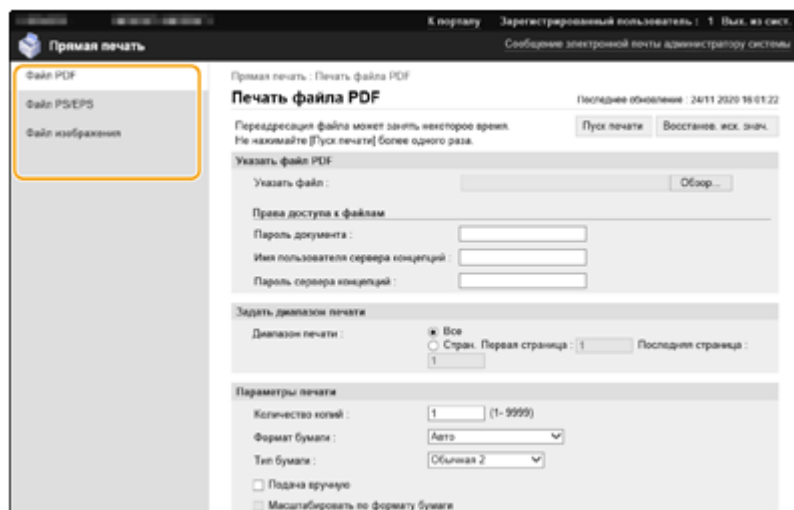 К порталу Зарегистрированный пользователь : 1 Вых. из сист.
Прямая печать Сообщение электронной почты администратору системы
Файл PDF
Файл PS/EPS
Файл изображения
Прямая печать : Печать файла PDF
Печать файла PDF Последнее обновление : 24/11 2020 16:01:22
Переадресация файла может занять некоторое время.
Не нажимайте [Пуск печати] более одного раза.
Пуск печати Восстанов. исх. знач.
Указать файл PDF
Указать файл : Обзор...
Права доступа к файлам
Пароль документа :
Имя пользователя сервера концепций :
Пароль сервера концепций :
Задать диапазон печати
Диапазон печати : Все
Стран. Первая страница : 1 Последняя страница :
1
Параметры печати
Количество копий : 1 (1- 9999)
Формат бумаги : Авто
Тип бумаги : Обычная 2
Подача вручную
Масштабировать по формату бумаги